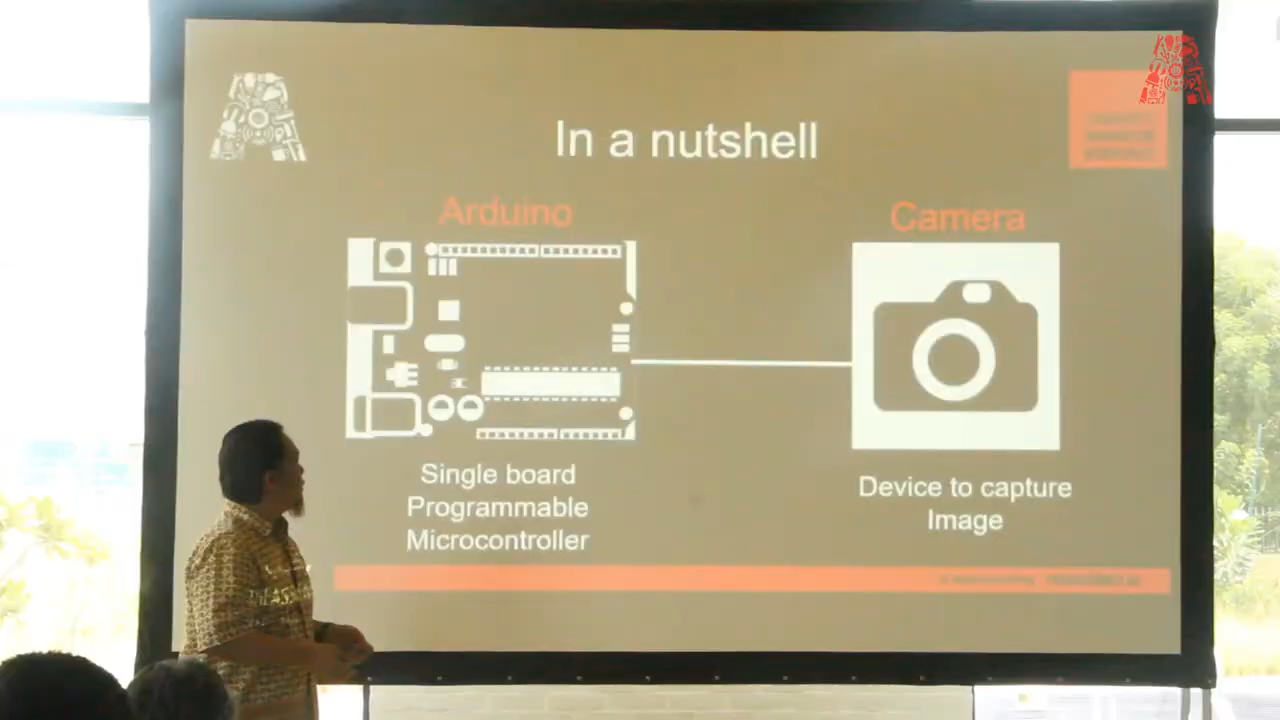 In a nutshell
Arduino
Camera
Single board
Programmable
Microcontroller
Device to capture
Image